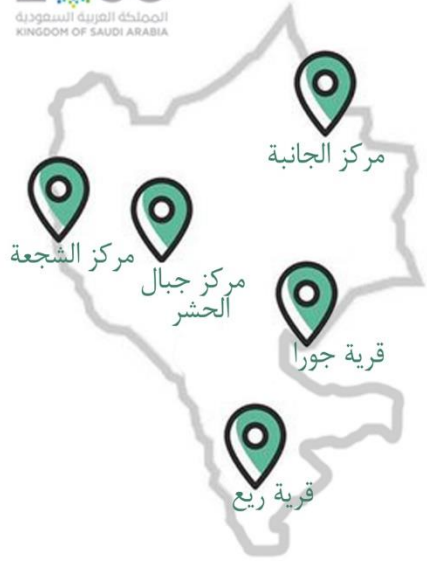 المملكة العربية السعودية
KINGDOM OF SAUDI ARABIA
مركز الجانبة
مركز الشجعة
مركز جبال
الحشر
قرية جورا
قرية ريع